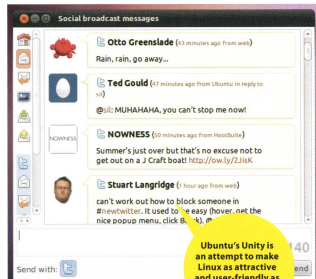 Social broadcast messages
Otto Greenslade (43 minutes ago from web)
Rain, rain, go away...
Ted Gould (47 minutes ago from Ubuntu in reply to
sil)
@sil: MUHAHAHA, you can't stop me now!
NOWNESS
NOWNESS (50 minutes ago from HootSuite)
Summer's just over but that's no excuse not to
get out on a J Craft boat! http://ow.ly/2JisK
Stuart Langridge (1 hour ago from web)
can't work out how to block someone in
#newtwitter. It used to be easy (hover, get the
nice popup menu, click
Ubuntu's Unity is
an attempt to make
Linux as attractive
and user-friendly as
140
Send with: